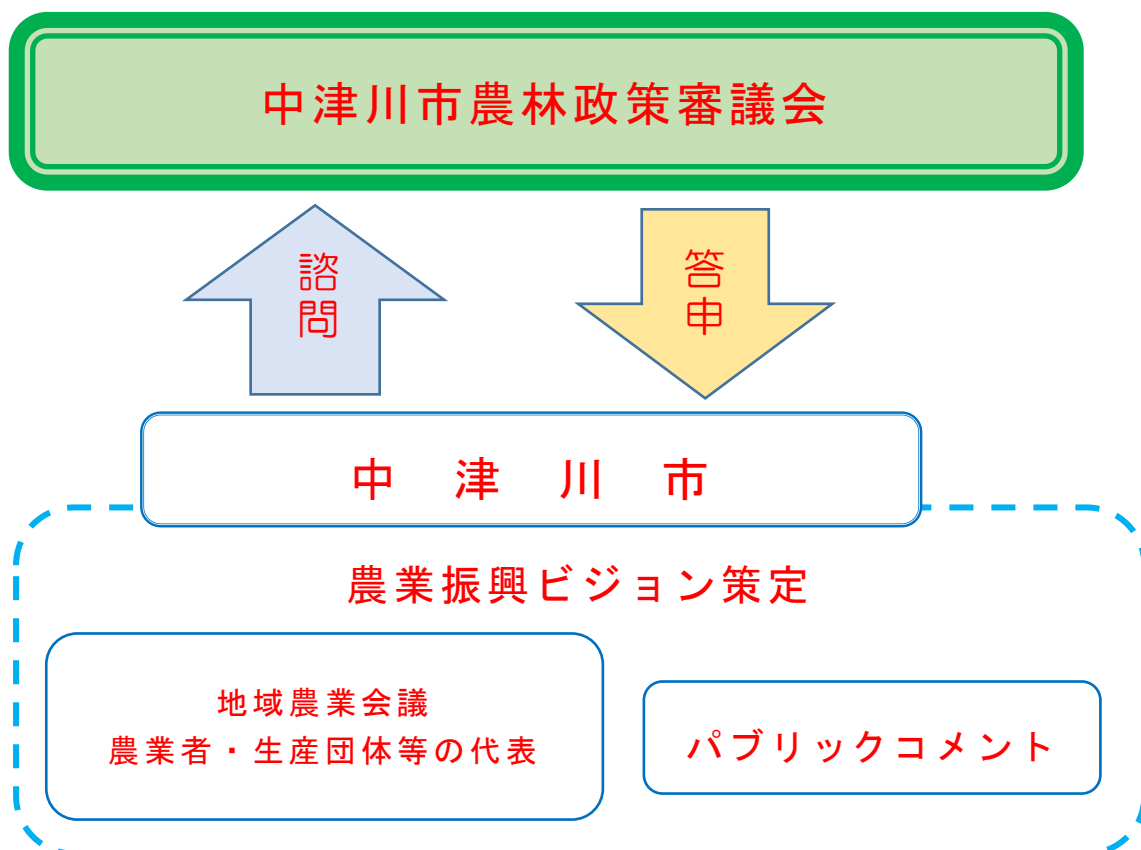 中津川市農林政策審議会
諮問
答申
中津川市
農業振興ビジョン策定
地域農業会議
農業者・生産団体等の代表
パブリックコメント